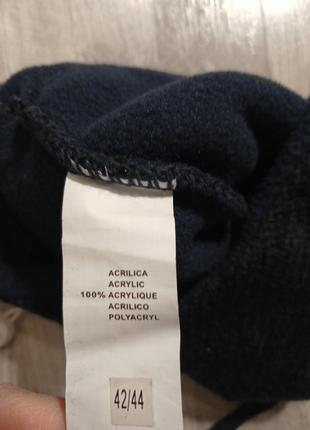 ACRILICA
ACRYLIC
100% ACRYLIQUE
ACRILICO
POLYACRYL
42/44